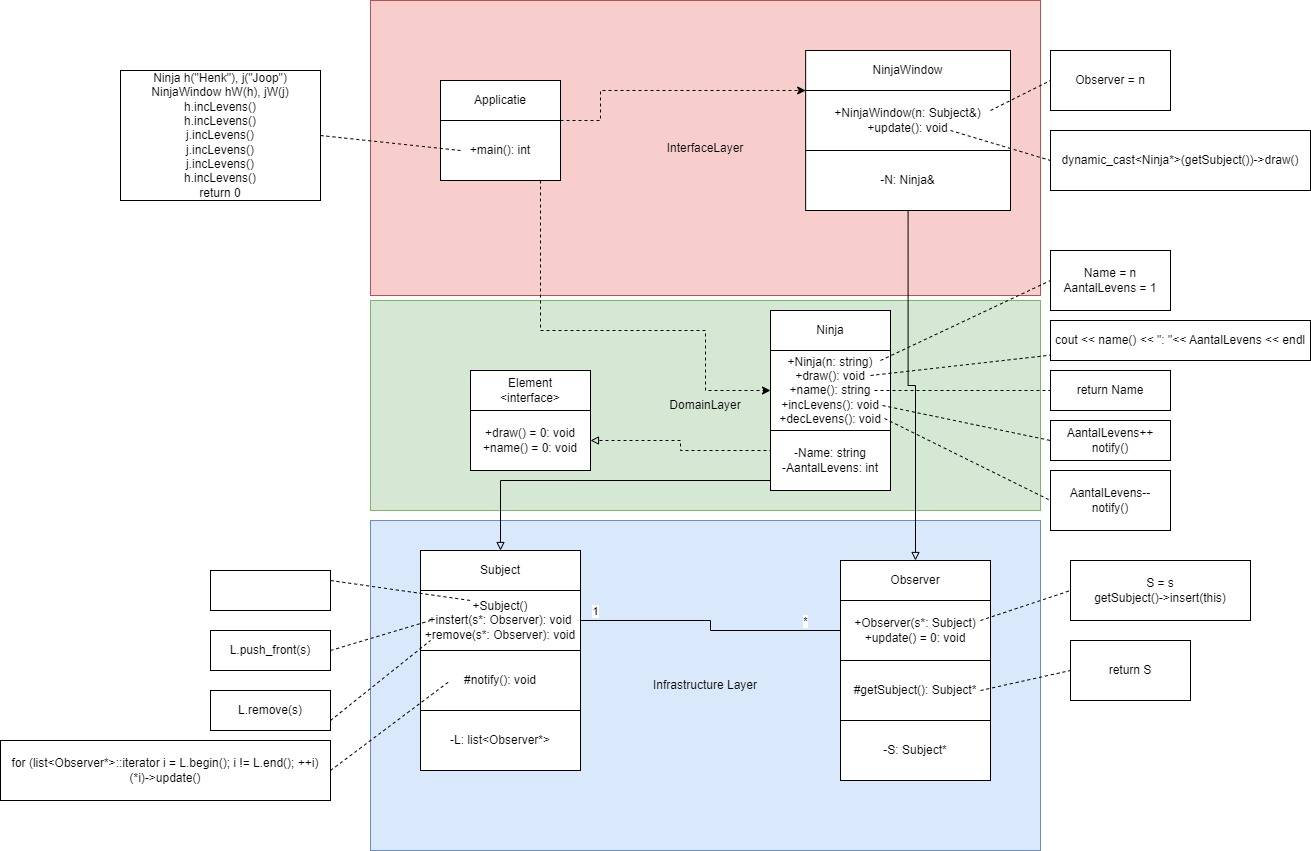 Ninja h("Henk"), j("Joop")
NinjaWindow hW(h), jW(j)
h.incLevens()
h.incLevens()
j.incLevens()
j.incLevens()
j.incLevens()
h.incLevens()
return 0
Applicatie
+main(): int
InterfaceLayer
NinjaWindow
+NinjaWindow(n: Subject&)
+update(): void
-N: Ninja&
Observer = n
dynamic_cast<Ninja*>(getSubject())->draw()
Element
<interface>
+draw() = 0: void
+name() = 0: void
DomainLayer
Ninja
+Ninja(n: string)
+draw(): void
+name(): string
+incLevens(): void
+decLevens(): void
-Name: string
-AantalLevens: int
Name = n
AantalLevens = 1
cout << name() << ": "<< AantalLevens << endl
return Name
AantalLevens++
notify()
AantalLevens--
notify()
L.push_front(s)
L.remove(s)
for (list<Observer*>::iterator i = L.begin(); i != L.end(); ++i)
(*i)->update()
Subject
+Subject()
+instert(s*: Observer): void
+remove(s*: Observer): void
#notify(): void
-L: list<Observer*>
1
*
Infrastructure Layer
Observer
+Observer(s*: Subject)
+update() = 0: void
#getSubject(): Subject*
-S: Subject*
S = s
getSubject()->insert(this)
return S